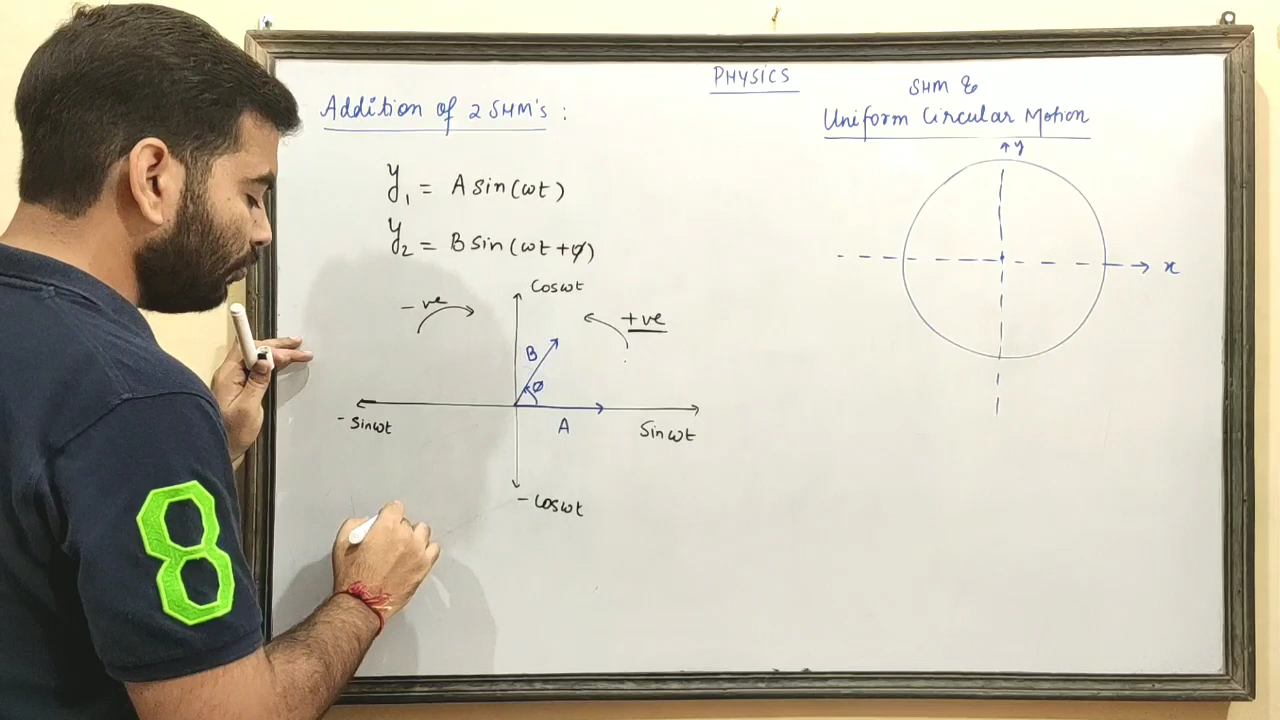 PHYSICS
Addition of 2 SHM's :
y₁ = A sin(ωt)
y₂ = B sin(ωt + ϕ)
Cosωt
-ve
+ve
B
ϕ
-Sinωt
A
Sinωt
-Cosωt
SHM &
Uniform Circular Motion
y
x
8